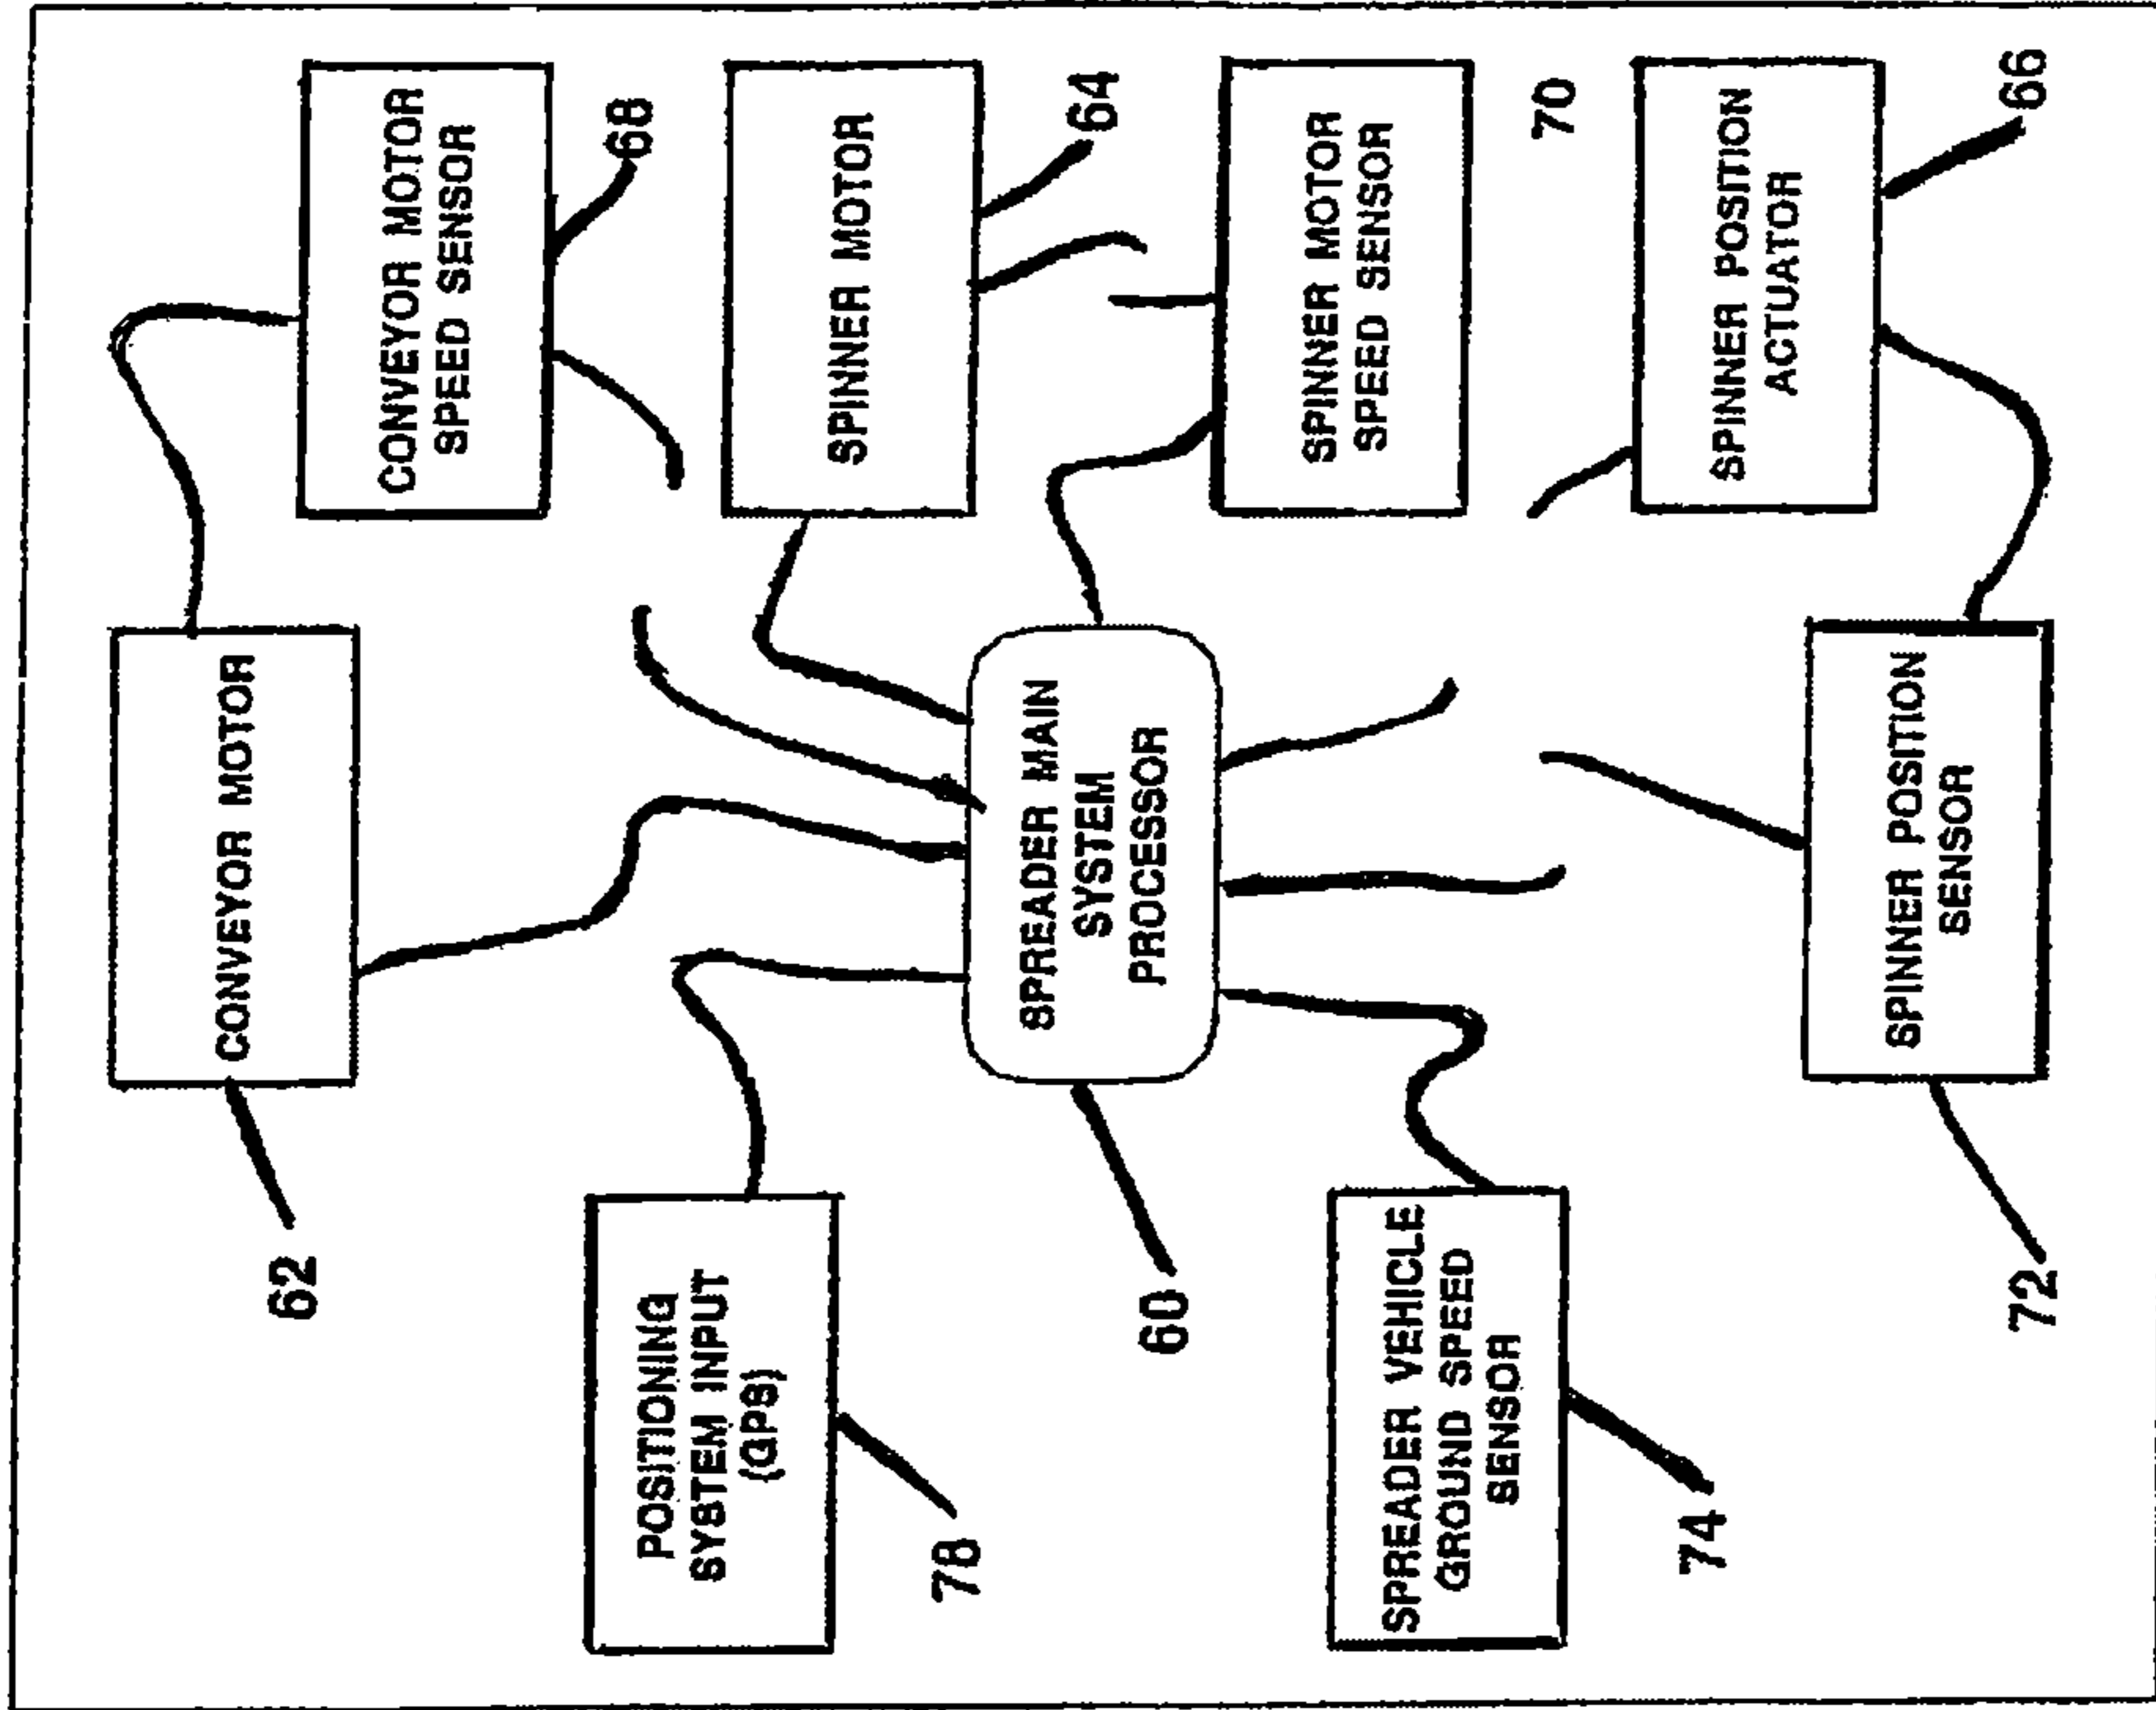 CONVEYOR MOTOR
62
CONVEYOR MOTOR
SPEED SENSOR
68
POSITIONING
SYSTEM INPUT
(GPS)
78
SPINNER MOTOR
64
SPREADER MAIN
SYSTEM
PROCESSOR
60
SPINNER MOTOR
SPEED SENSOR
70
SPREADER VEHICLE
GROUND SPEED
SENSOR
74
SPINNER POSITION
ACTUATOR
66
SPINNER POSITION
SENSOR
72